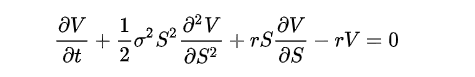 ∂V/∂t + 1/2 σ²S² ∂²V/∂S² + rS ∂V/∂S − rV = 0